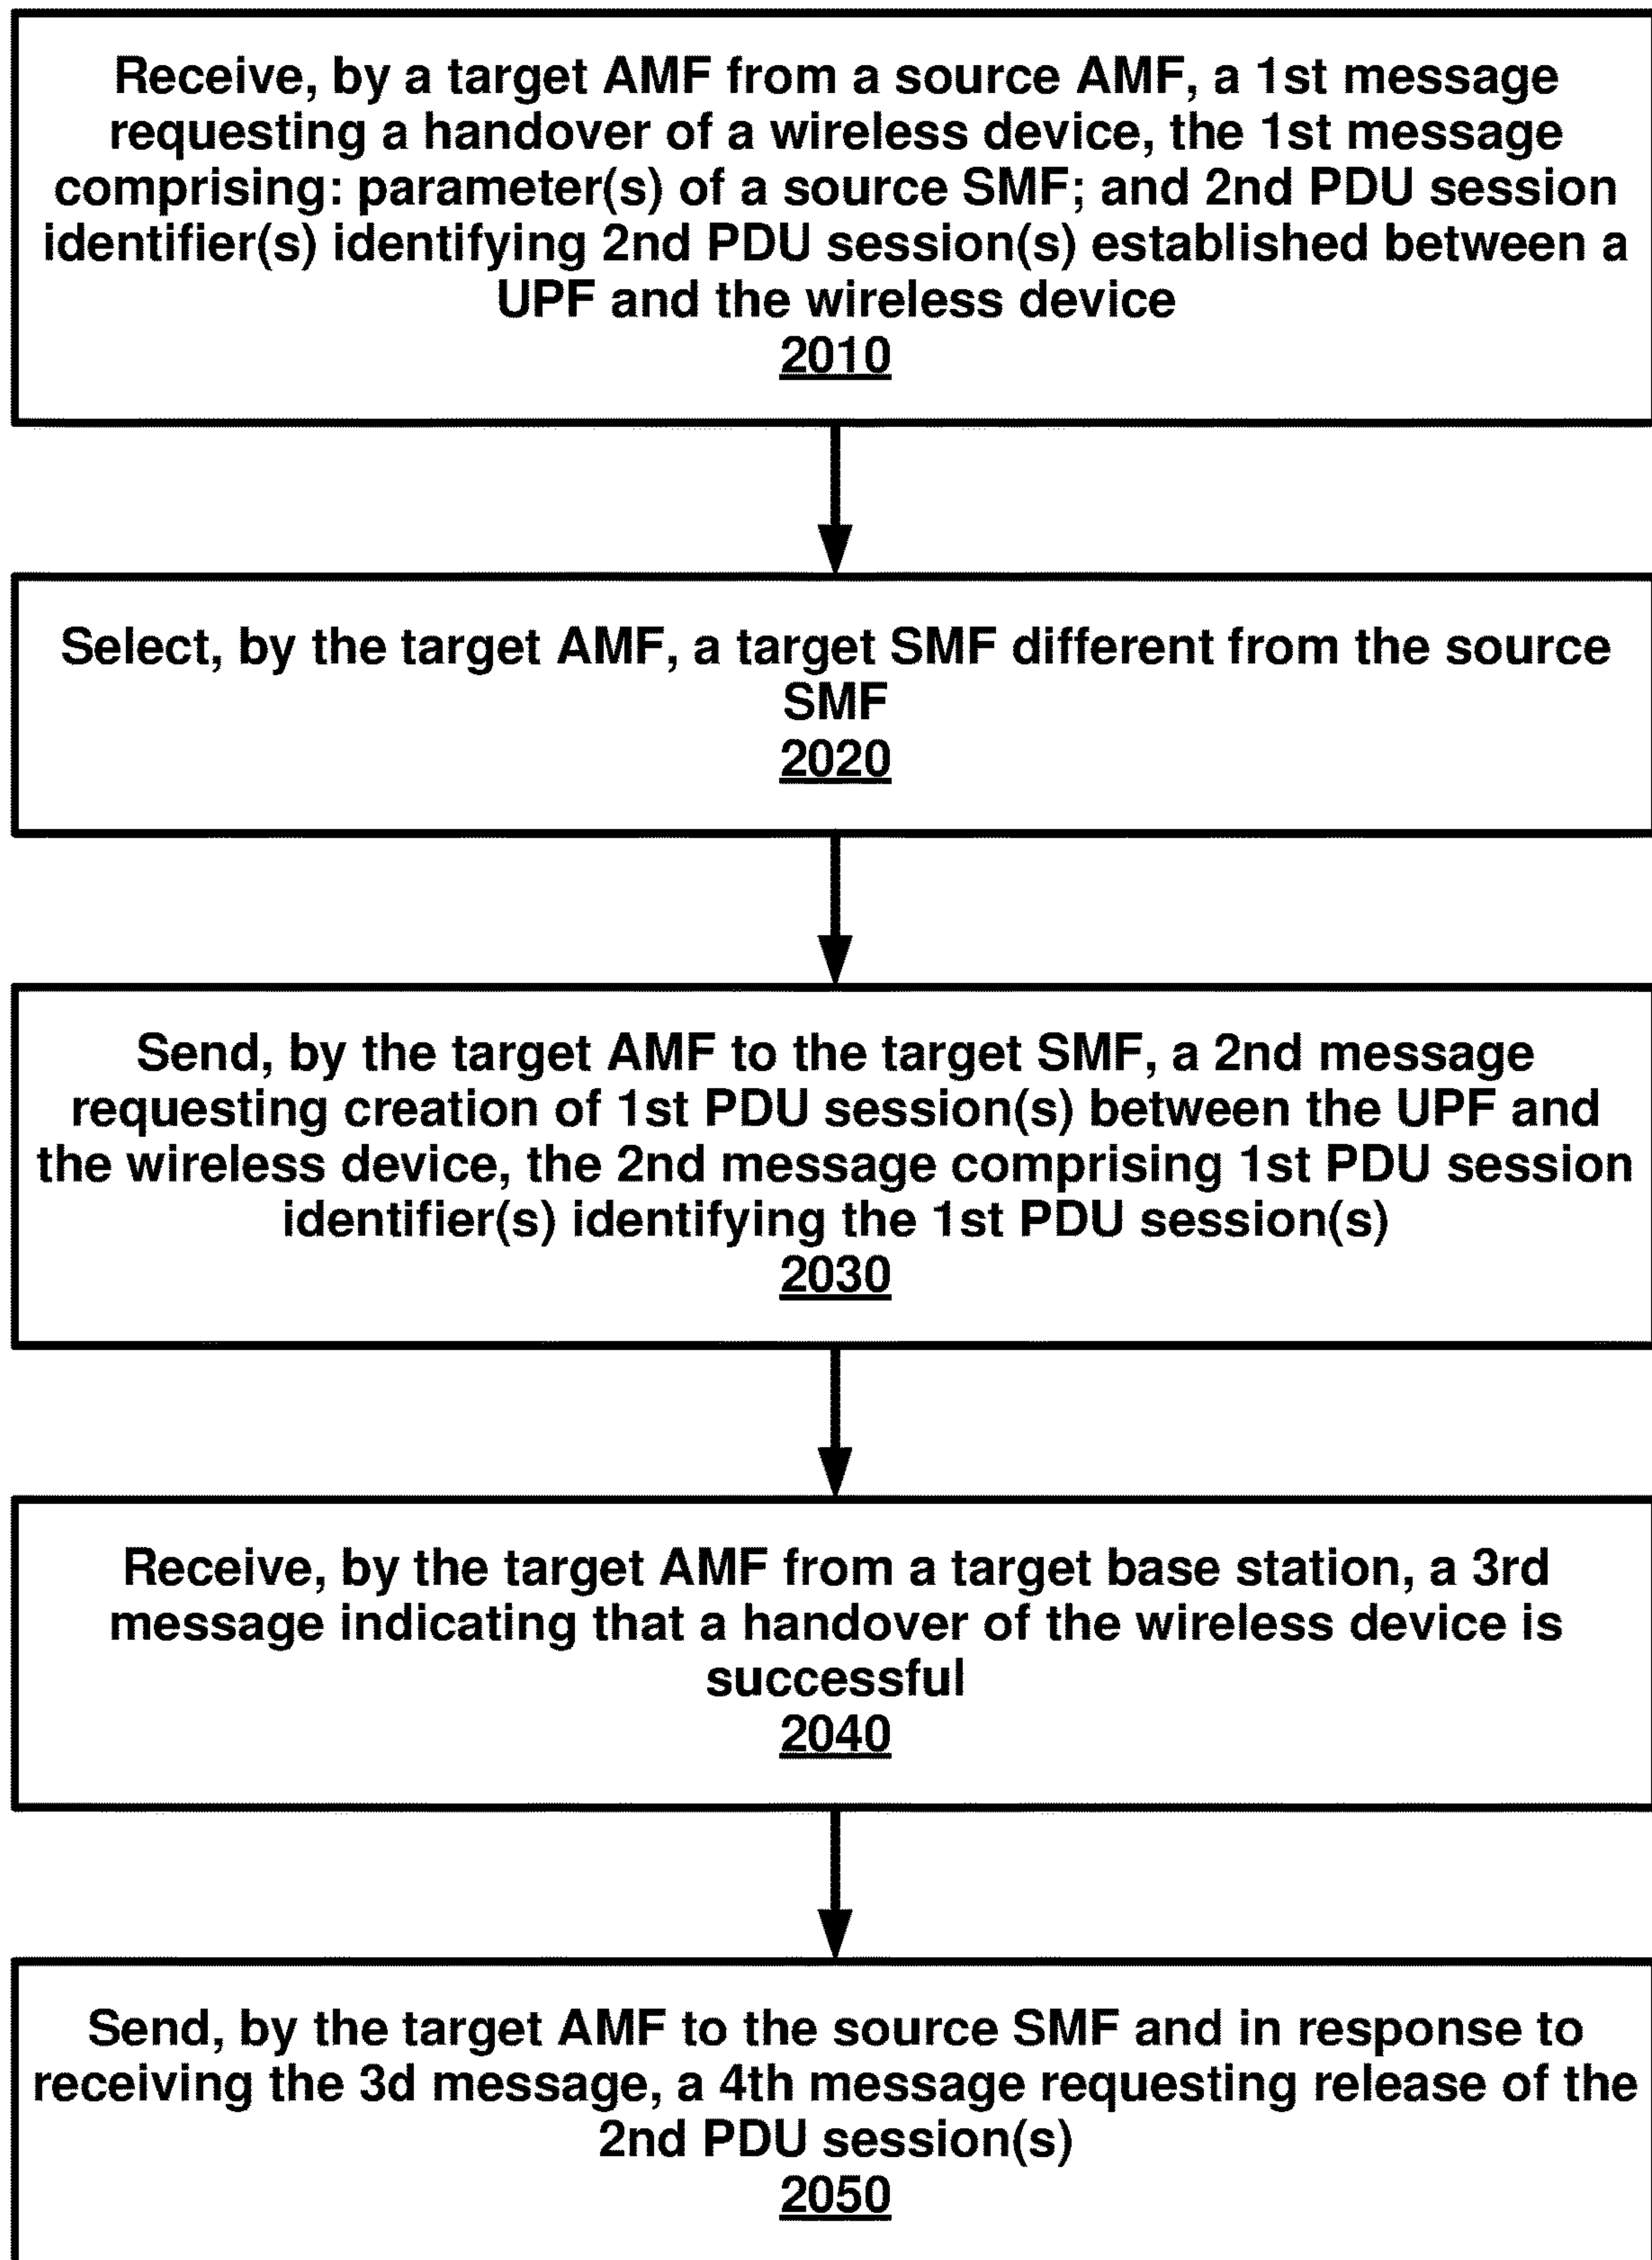 Receive, by a target AMF from a source AMF, a 1st message
requesting a handover of a wireless device, the 1st message
comprising: parameter(s) of a source SMF; and 2nd PDU session
identifier(s) identifying 2nd PDU session(s) established between a
UPF and the wireless device
2010
Select, by the target AMF, a target SMF different from the source
SMF
2020
Send, by the target AMF to the target SMF, a 2nd message
requesting creation of 1st PDU session(s) between the UPF and
the wireless device, the 2nd message comprising 1st PDU session
identifier(s) identifying the 1st PDU session(s)
2030
Receive, by the target AMF from a target base station, a 3rd
message indicating that a handover of the wireless device is
successful
2040
Send, by the target AMF to the source SMF and in response to
receiving the 3d message, a 4th message requesting release of the
2nd PDU session(s)
2050